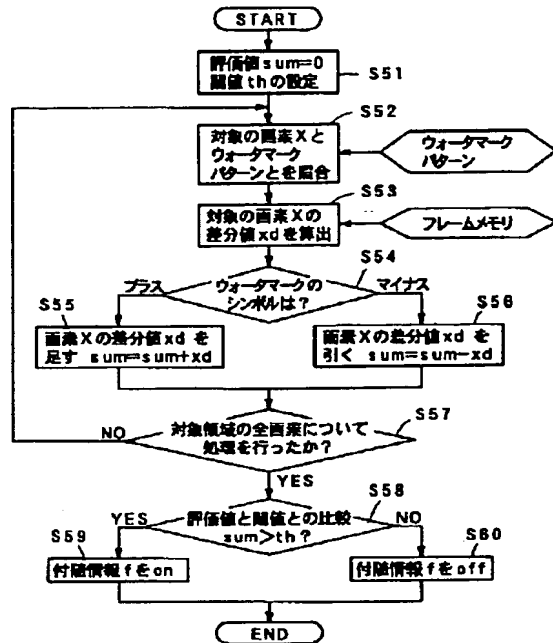 START
評価値sum=0
閾値thの設定
S51
S52
対象の画素Xと
ウォータマーク
パターンとを照合
ウォータマーク
パターン
S53
対象の画素Xの
差分値xdを算出
フレームメモリ
S54
プラス
ウォータマークの
シンボルは?
マイナス
S55
画素Xの差分値xdを
足す sum=sum+xd
S56
画素Xの差分値xdを
引く sum=sum-xd
S57
対象領域の全画素について
処理を行ったか?
NO
YES
S58
評価値と閾値との比較
sum>th?
YES
NO
S59
付随情報fをon
S60
付随情報fをoff
END